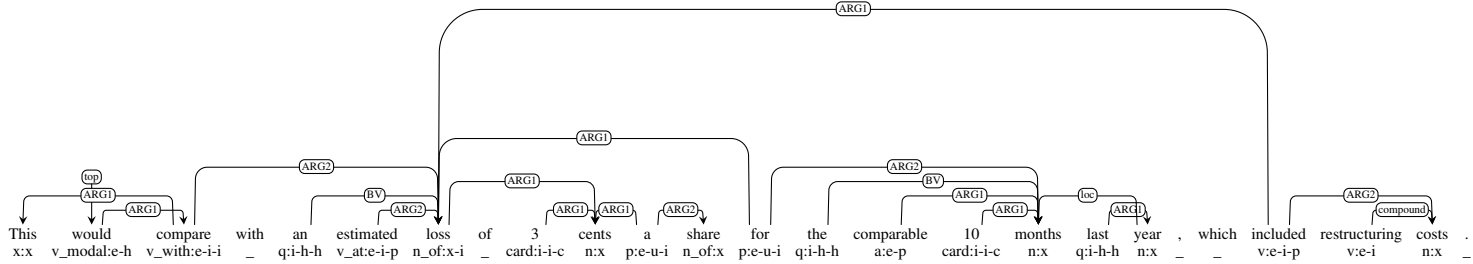 ARG1
ARG1
ARG2 ARG2
top ARG1 BV
ARG1 BV ARG1 loc ARG2
ARG1 ARG2 ARG1 ARG1 ARG2 ARG1 ARG1 compound
This would compare with an estimated loss of 3 cents a share for the comparable 10 months last year , which included restructuring costs .
x:x v_modal:e-h v_with:e-i-i _ q:i-h-h v_at:e-i-p n_of:x-i _ card:i-i-c n:x p:e-u-i n_of:x p:e-u-i q:i-h-h a:e-p card:i-i-c n:x q:i-h-h n:x _ _ v:e-i-p v:e-i n:x _